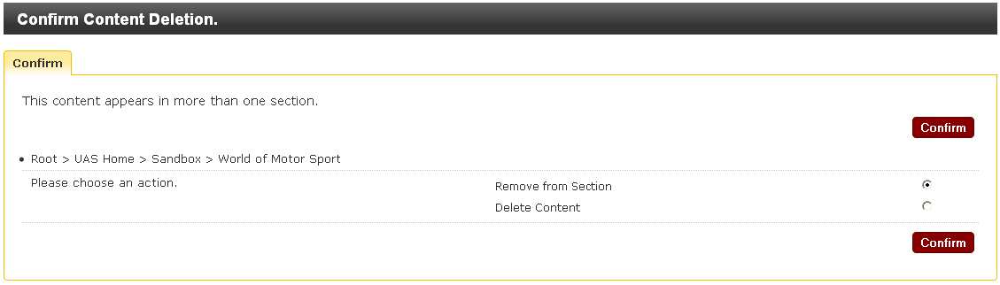 Confirm Content Deletion.
Confirm
This content appears in more than one section.
Confirm
Root > UAS Home > Sandbox > World of Motor Sport
Please choose an action.
Remove from Section
Delete Content
Confirm